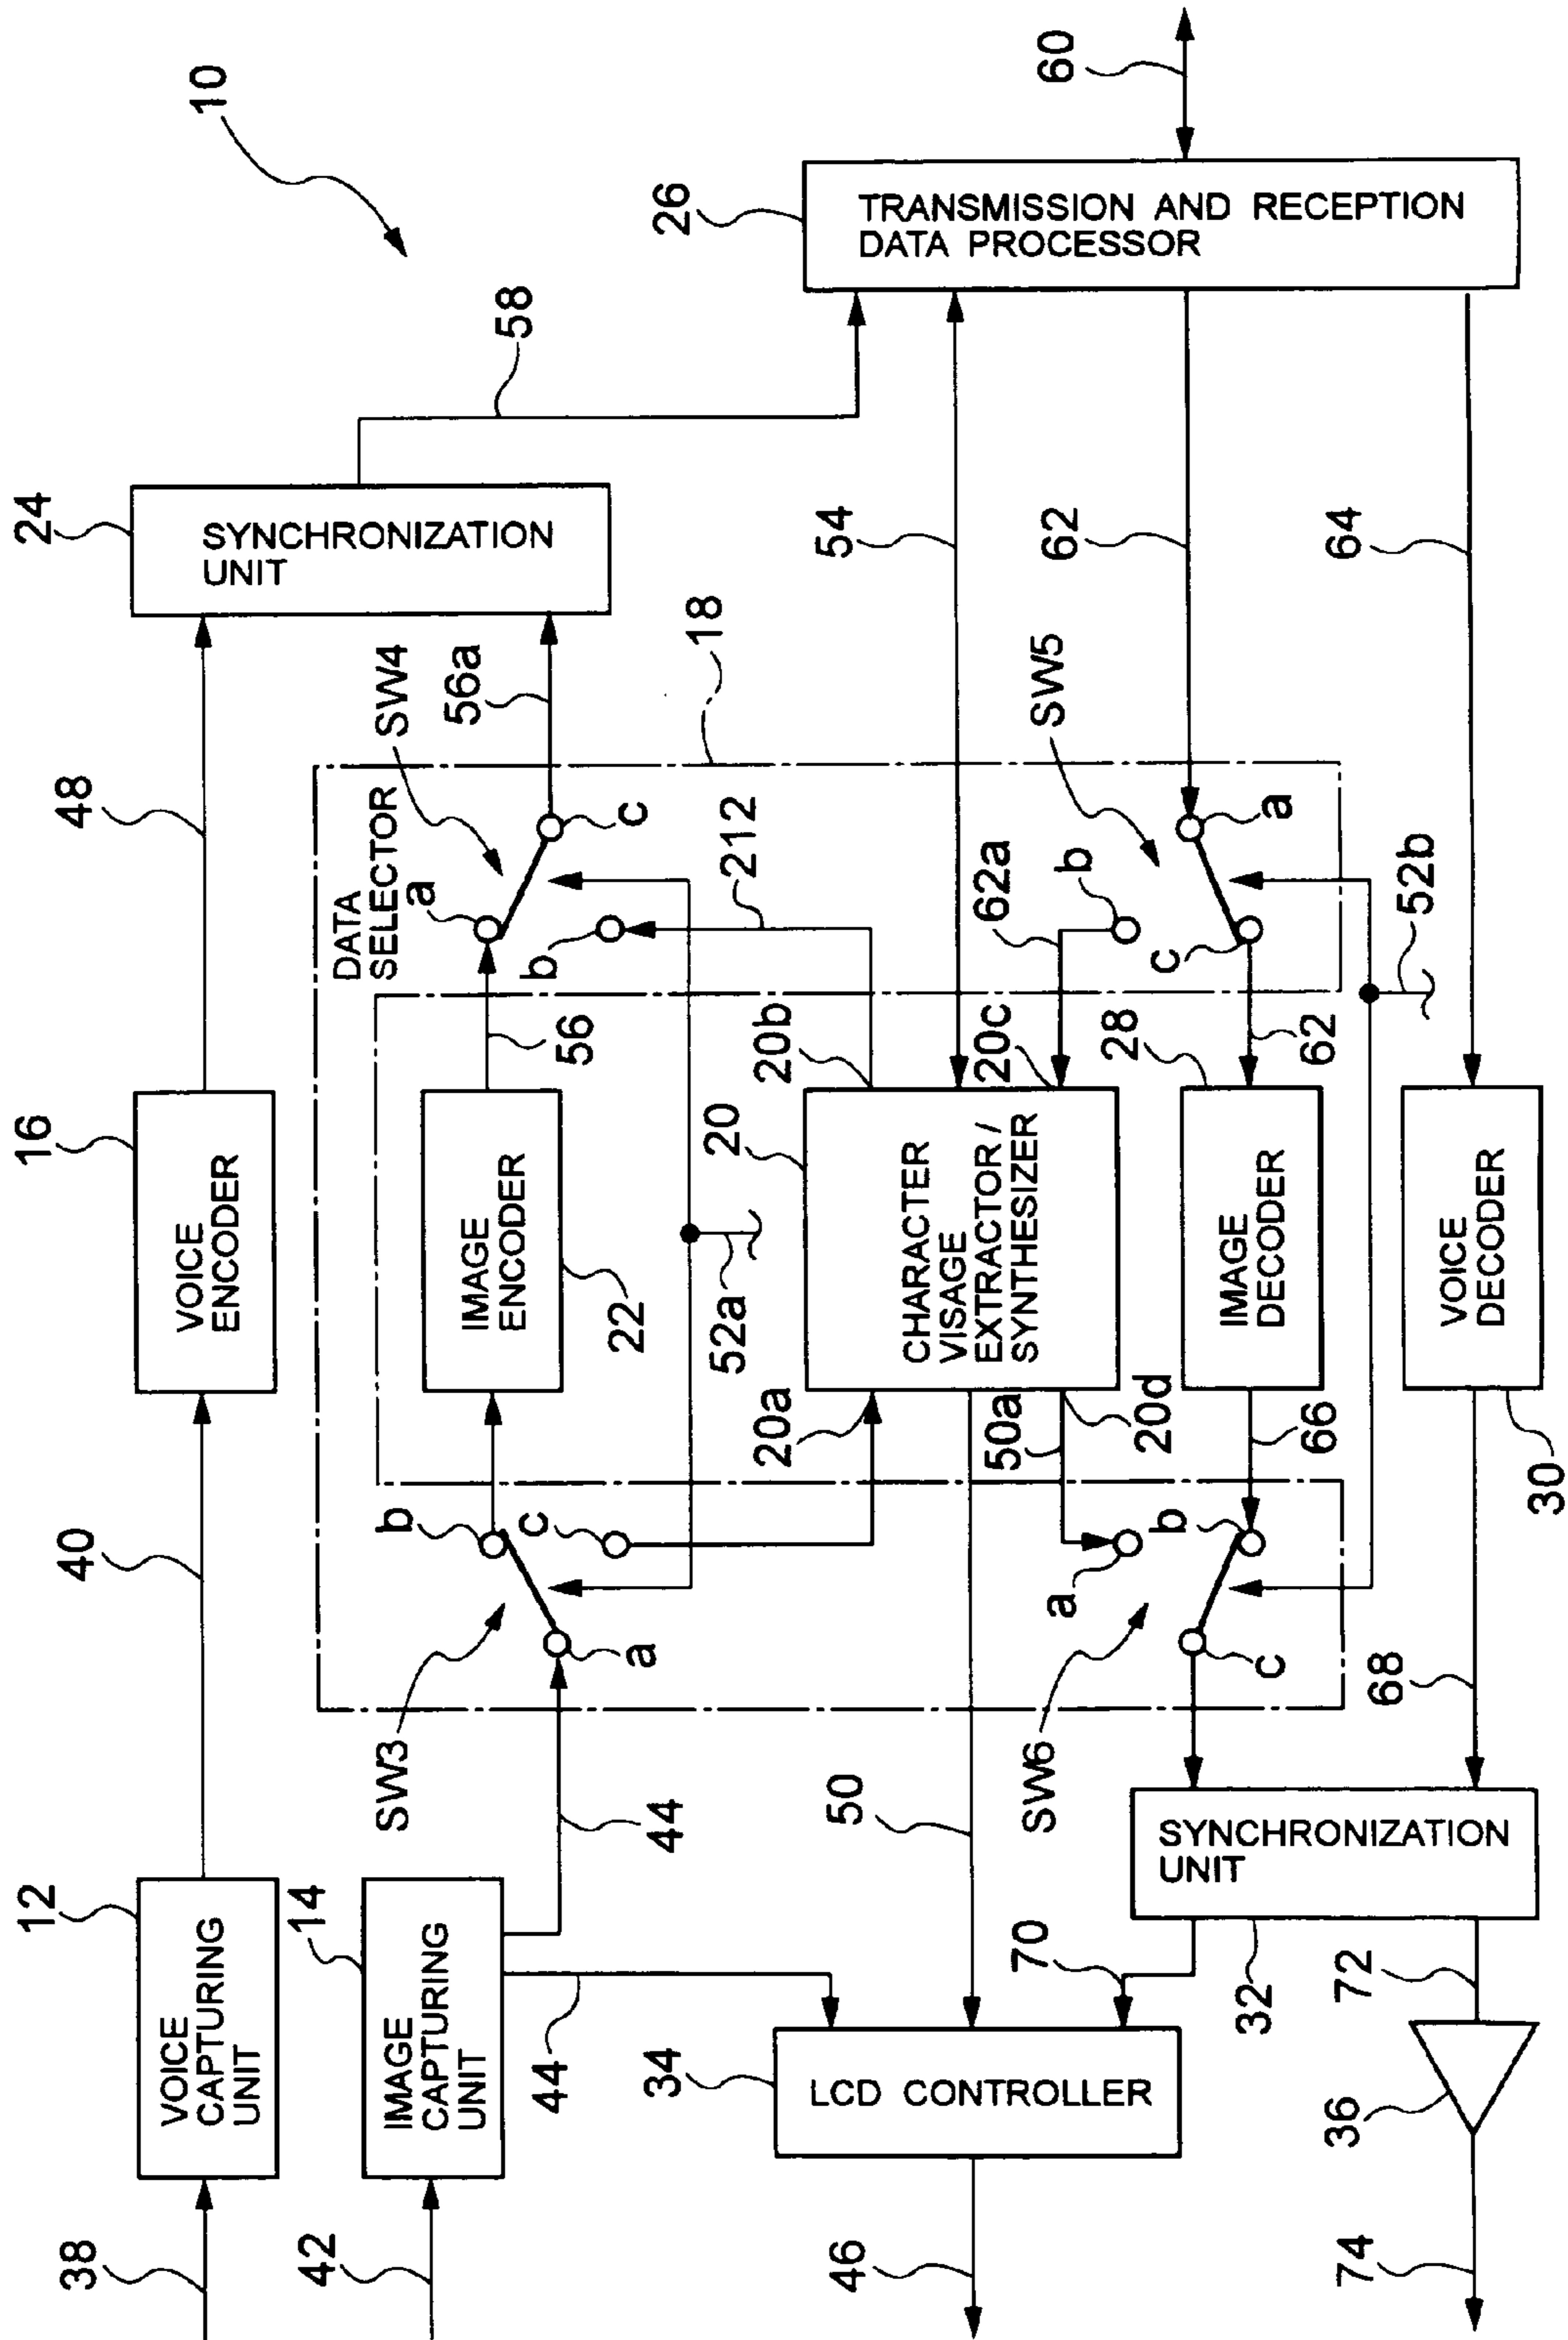 10
38
12
VOICE
CAPTURING
UNIT
40
16
VOICE
ENCODER
48
24
SYNCHRONIZATION
UNIT
58
42
14
IMAGE
CAPTURING
UNIT
44
44
SW3
a
b
c
IMAGE
ENCODER
22
56
DATA
SELECTOR
a
b
c
SW4
56a
18
52a
212
26
TRANSMISSION AND RECEPTION
DATA PROCESSOR
60
34
LCD CONTROLLER
46
50
20a
20
20b
CHARACTER
VISAGE
EXTRACTOR /
SYNTHESIZER
54
50a
20d
20c
62a
SW6
a
b
c
66
28
IMAGE
DECODER
62
b
c
a
SW5
62
70
32
SYNCHRONIZATION
UNIT
68
30
VOICE
DECODER
52b
64
72
36
74